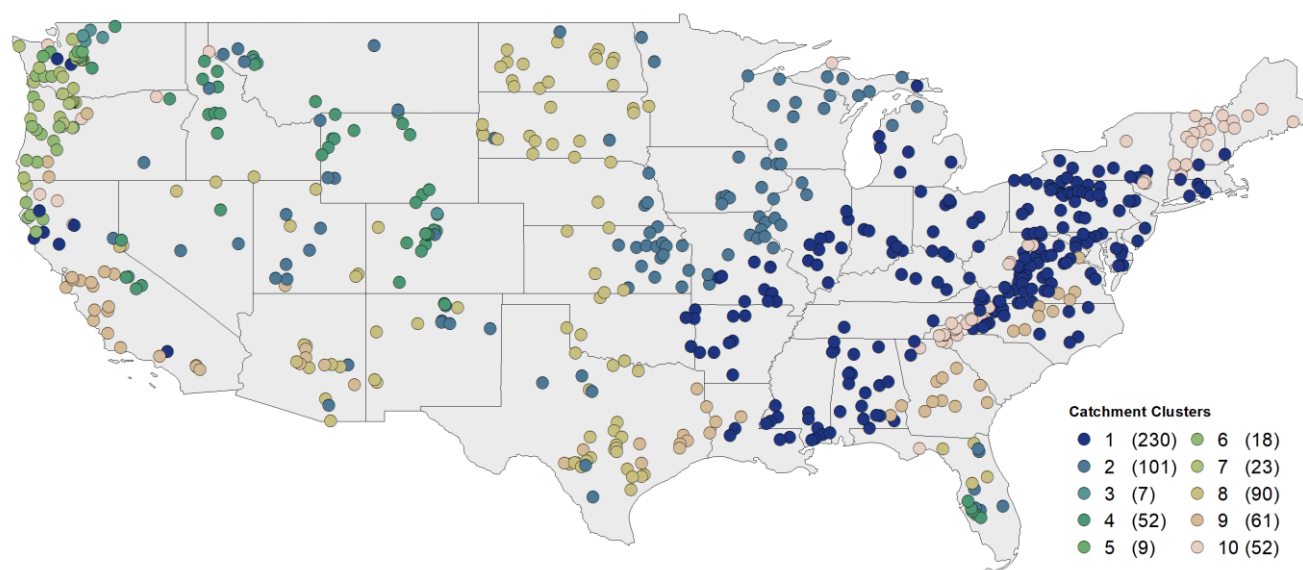 Catchment Clusters
1 (230) 6 (18)
2 (101) 7 (23)
3 (7) 8 (90)
4 (52) 9 (61)
5 (9) 10 (52)